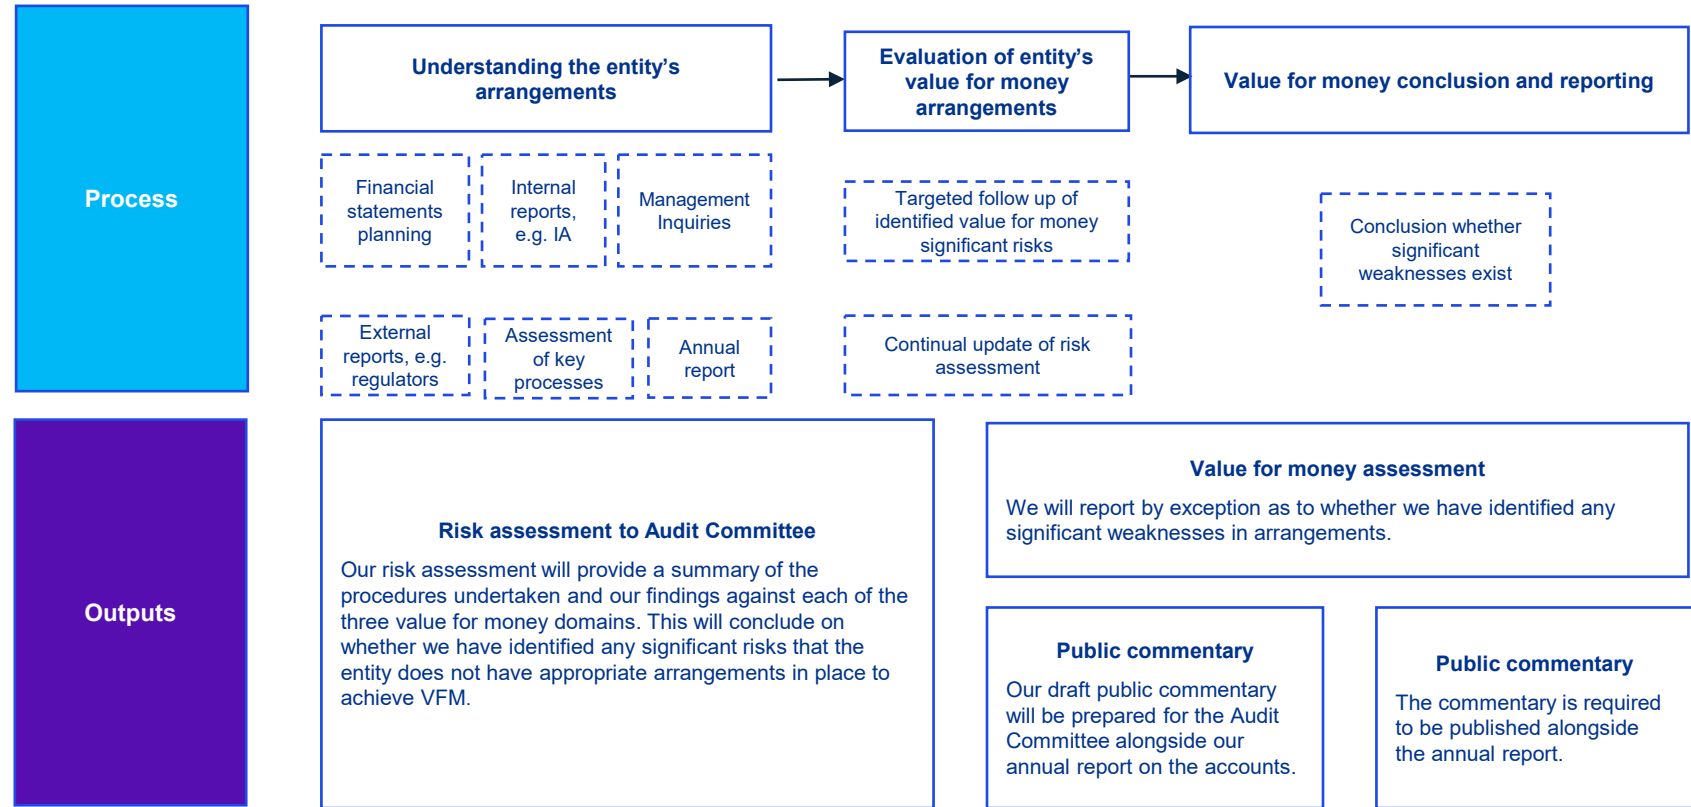 Process
Understanding the entity’s
arrangements
Evaluation of entity’s
value for money
arrangements
Value for money conclusion and reporting
Financial
statements
planning
Internal
reports,
e.g. IA
Management
Inquiries
Targeted follow up of
identified value for money
significant risks
Conclusion whether
significant
weaknesses exist
External
reports, e.g.
regulators
Assessment
of key
processes
Annual
report
Continual update of risk
assessment
Outputs
Risk assessment to Audit Committee
Our risk assessment will provide a summary of the
procedures undertaken and our findings against each of the
three value for money domains. This will conclude on
whether we have identified any significant risks that the
entity does not have appropriate arrangements in place to
achieve VFM.
Value for money assessment
We will report by exception as to whether we have identified any
significant weaknesses in arrangements.
Public commentary
Our draft public commentary
will be prepared for the Audit
Committee alongside our
annual report on the accounts.
Public commentary
The commentary is required
to be published alongside
the annual report.